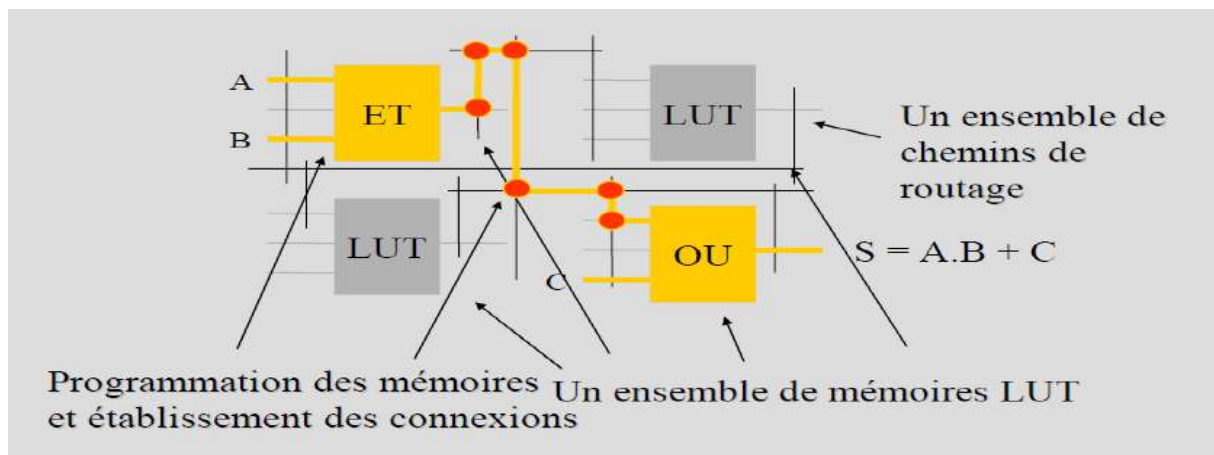 A
B
ET
LUT
Un ensemble de
chemins de
routage
LUT
C
OU
S = A.B + C
Programmation des mémoires
et établissement des connexions
Un ensemble de mémoires LUT